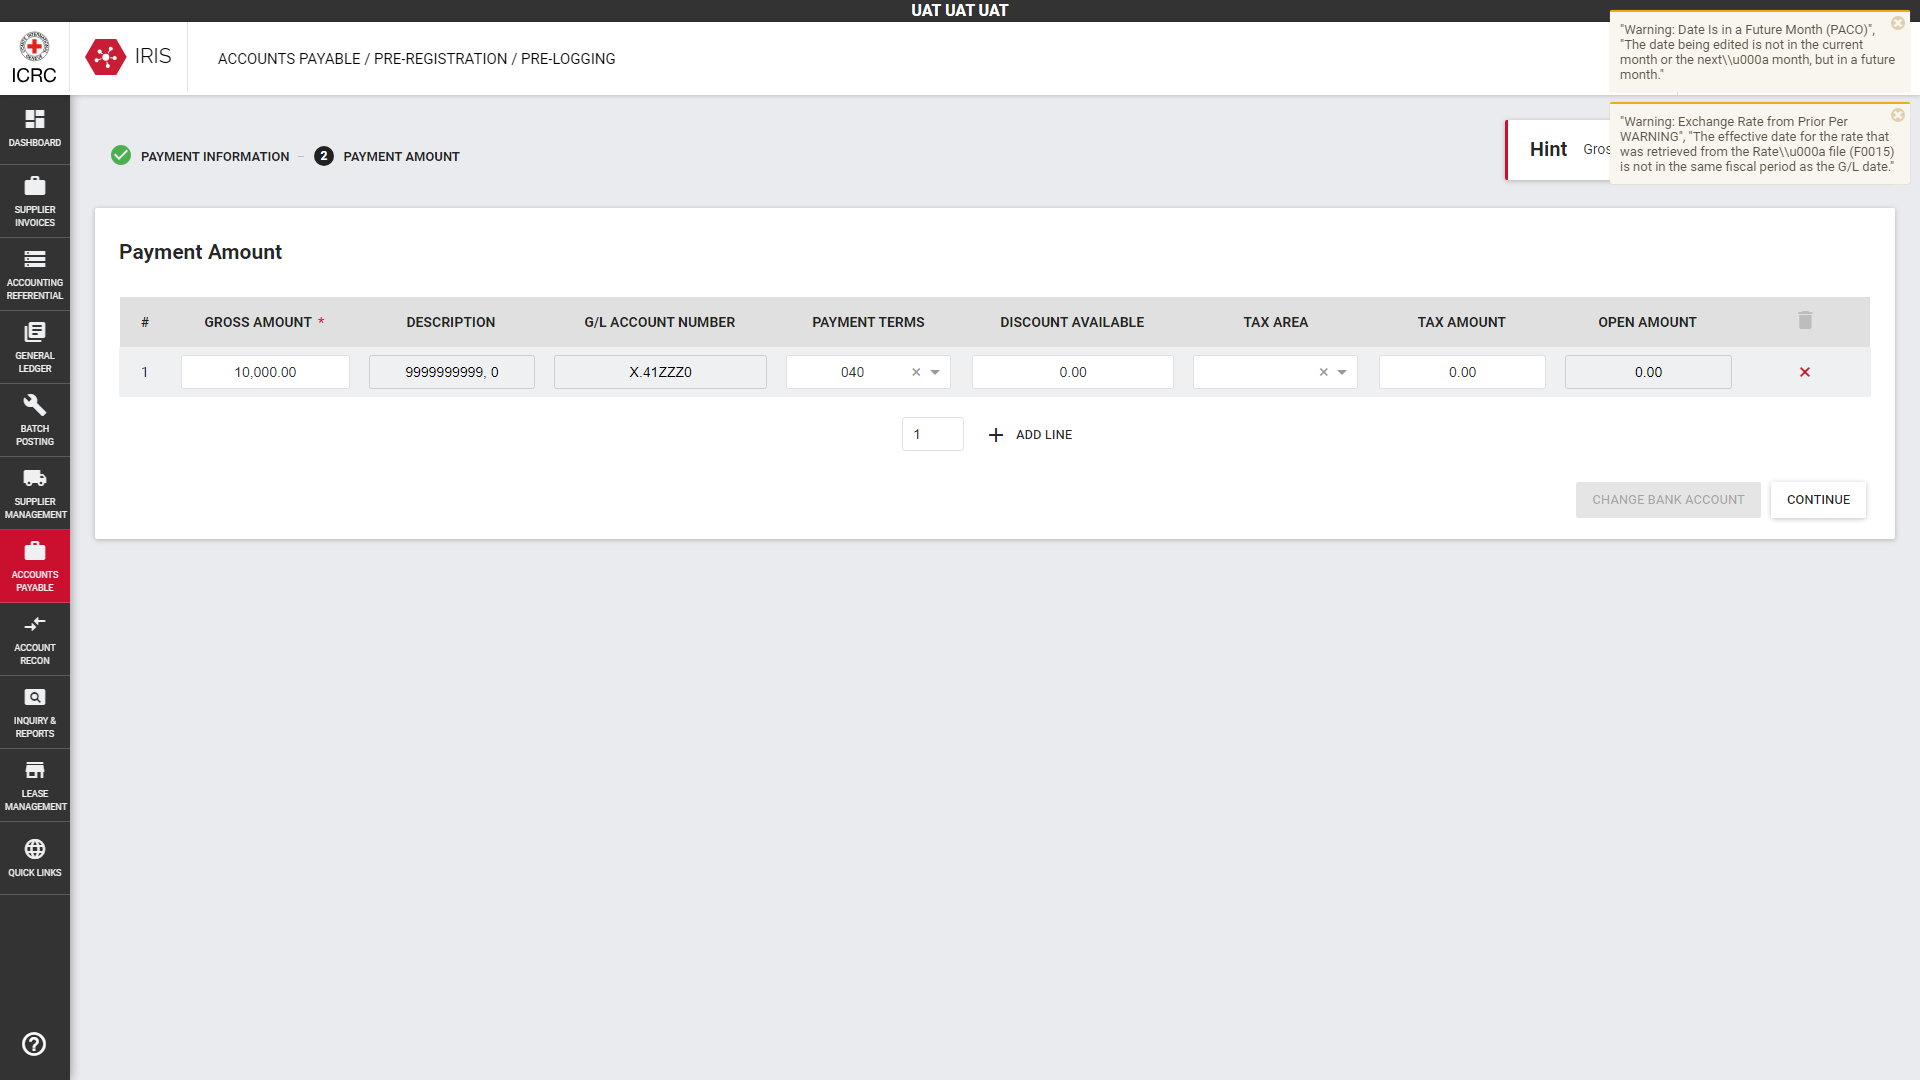 UAT UAT UAT
ICRC
IRIS
ACCOUNTS PAYABLE / PRE-REGISTRATION / PRE-LOGGING
"Warning: Date Is in a Future Month (PACO)",
"The date being edited is not in the current
month or the next\\u000a month, but in a future
month."
"Warning: Exchange Rate from Prior Per
WARNING", "The effective date for the rate that
was retrieved from the Rate\\u000a file (F0015)
is not in the same fiscal period as the G/L date."
Hint
DASHBOARD
SUPPLIER
INVOICES
ACCOUNTING
REFERENTIAL
GENERAL
LEDGER
BATCH
POSTING
SUPPLIER
MANAGEMENT
ACCOUNTS
PAYABLE
ACCOUNT
RECON
INQUIRY &
REPORTS
LEASE
MANAGEMENT
QUICK LINKS
PAYMENT INFORMATION
2 PAYMENT AMOUNT
Payment Amount
# GROSS AMOUNT * DESCRIPTION G/L ACCOUNT NUMBER PAYMENT TERMS DISCOUNT AVAILABLE TAX AREA TAX AMOUNT OPEN AMOUNT
1 10,000.00 9999999999, 0 X.41ZZZ0 040 0.00 0.00 0.00
1 ADD LINE
CHANGE BANK ACCOUNT CONTINUE